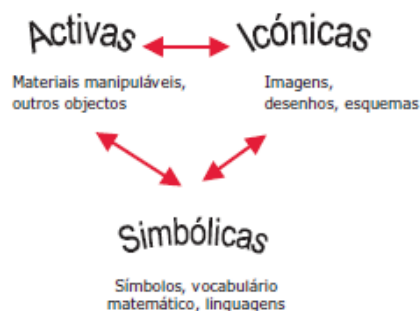 Activas
Icónicas
Materiais manipuláveis,
outros objectos
Imagens,
desenhos, esquemas
Simbólicas
Símbolos, vocabulário
matemático, linguagens